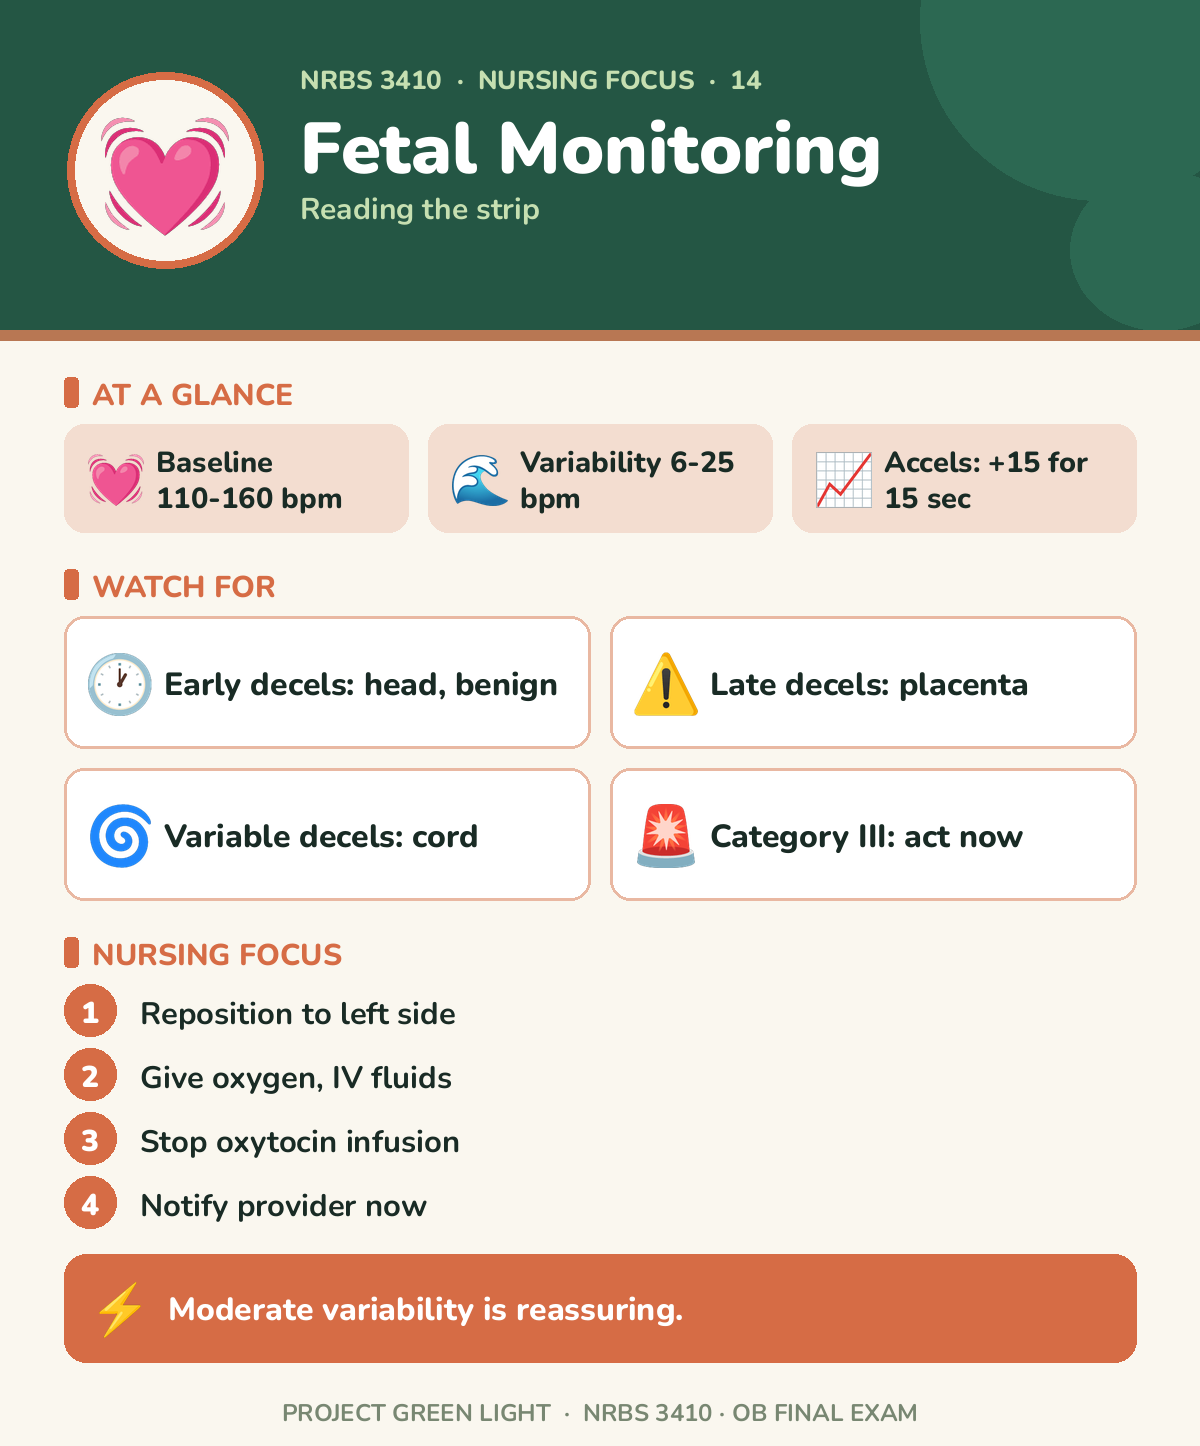 NRBS 3410 · NURSING FOCUS · 14
Fetal Monitoring
Reading the strip
AT A GLANCE
Baseline
110-160 bpm
Variability 6-25
bpm
Accels: +15 for
15 sec
WATCH FOR
Early decels: head, benign
Late decels: placenta
Variable decels: cord
Category III: act now
NURSING FOCUS
1 Reposition to left side
2 Give oxygen, IV fluids
3 Stop oxytocin infusion
4 Notify provider now
Moderate variability is reassuring.
PROJECT GREEN LIGHT · NRBS 3410 · OB FINAL EXAM